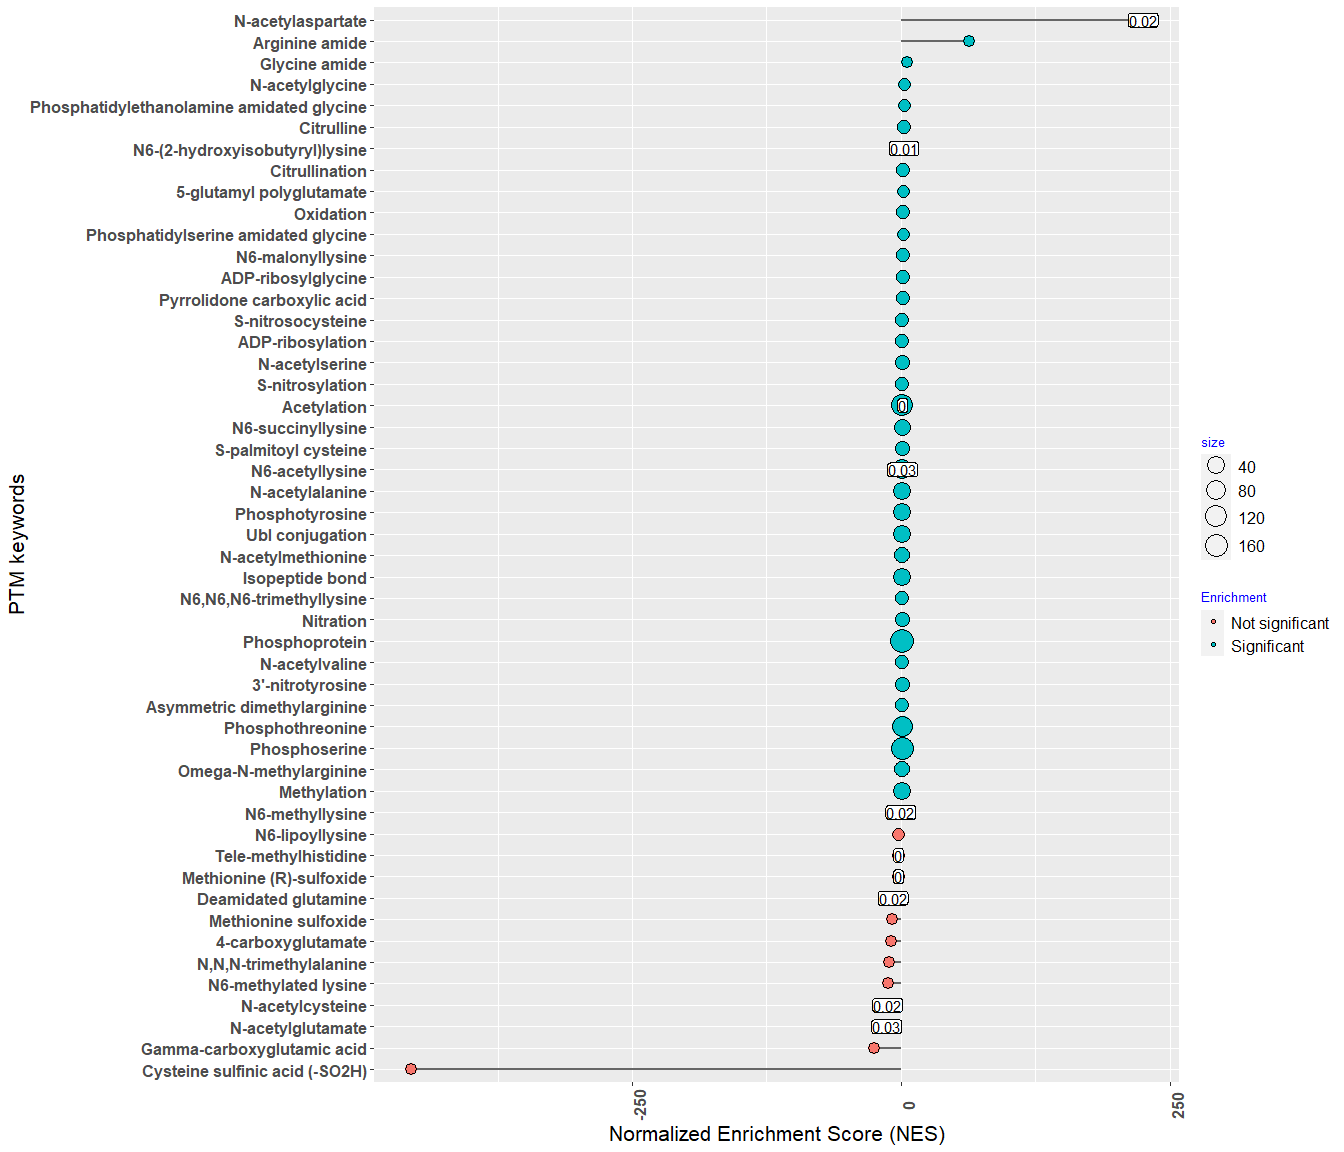 N-acetylaspartate
0.02
Arginine amide
Glycine amide
N-acetylglycine
Phosphatidylethanolamine amidated glycine
Citrulline
N6-(2-hydroxyisobutyryl)lysine
0.01
Citrullination
5-glutamyl polyglutamate
Oxidation
Phosphatidylserine amidated glycine
N6-malonyllysine
ADP-ribosylglycine
Pyrrolidone carboxylic acid
S-nitrosocysteine
ADP-ribosylation
N-acetylserine
S-nitrosylation
Acetylation
0
N6-succinyllysine
S-palmitoyl cysteine
N6-acetyllysine
0.03
N-acetylalanine
Phosphotyrosine
Ubl conjugation
N-acetylmethionine
Isopeptide bond
N6,N6,N6-trimethyllysine
Nitration
Phosphoprotein
N-acetylvaline
3'-nitrotyrosine
Asymmetric dimethylarginine
Phosphothreonine
Phosphoserine
Omega-N-methylarginine
Methylation
N6-methyllysine
0.02
N6-lipoyllysine
Tele-methylhistidine
0
Methionine (R)-sulfoxide
0
Deamidated glutamine
0.02
Methionine sulfoxide
4-carboxyglutamate
N,N,N-trimethylalanine
N6-methylated lysine
N-acetylcysteine
0.02
N-acetylglutamate
0.03
Gamma-carboxyglutamic acid
Cysteine sulfinic acid (-SO2H)
PTM keywords
-250
0
250
Normalized Enrichment Score (NES)
size
40
80
120
160
Enrichment
Not significant
Significant